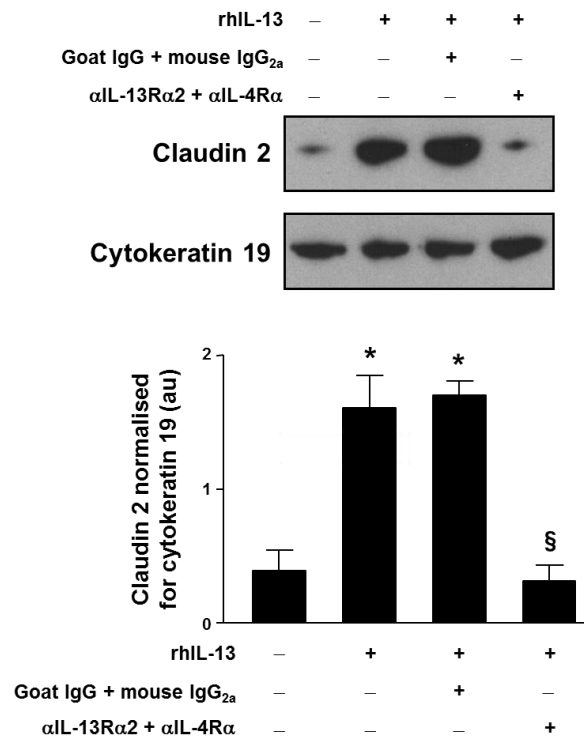 rhIL-13 – + + +
Goat IgG + mouse IgG2a – – + –
αIL-13Rα2 + αIL-4Rα – – – +
Claudin 2
Cytokeratin 19
Claudin 2 normalised
for cytokeratin 19 (au)
2
1
0
* * §
rhIL-13 – + + +
Goat IgG + mouse IgG2a – – + –
αIL-13Rα2 + αIL-4Rα – – – +